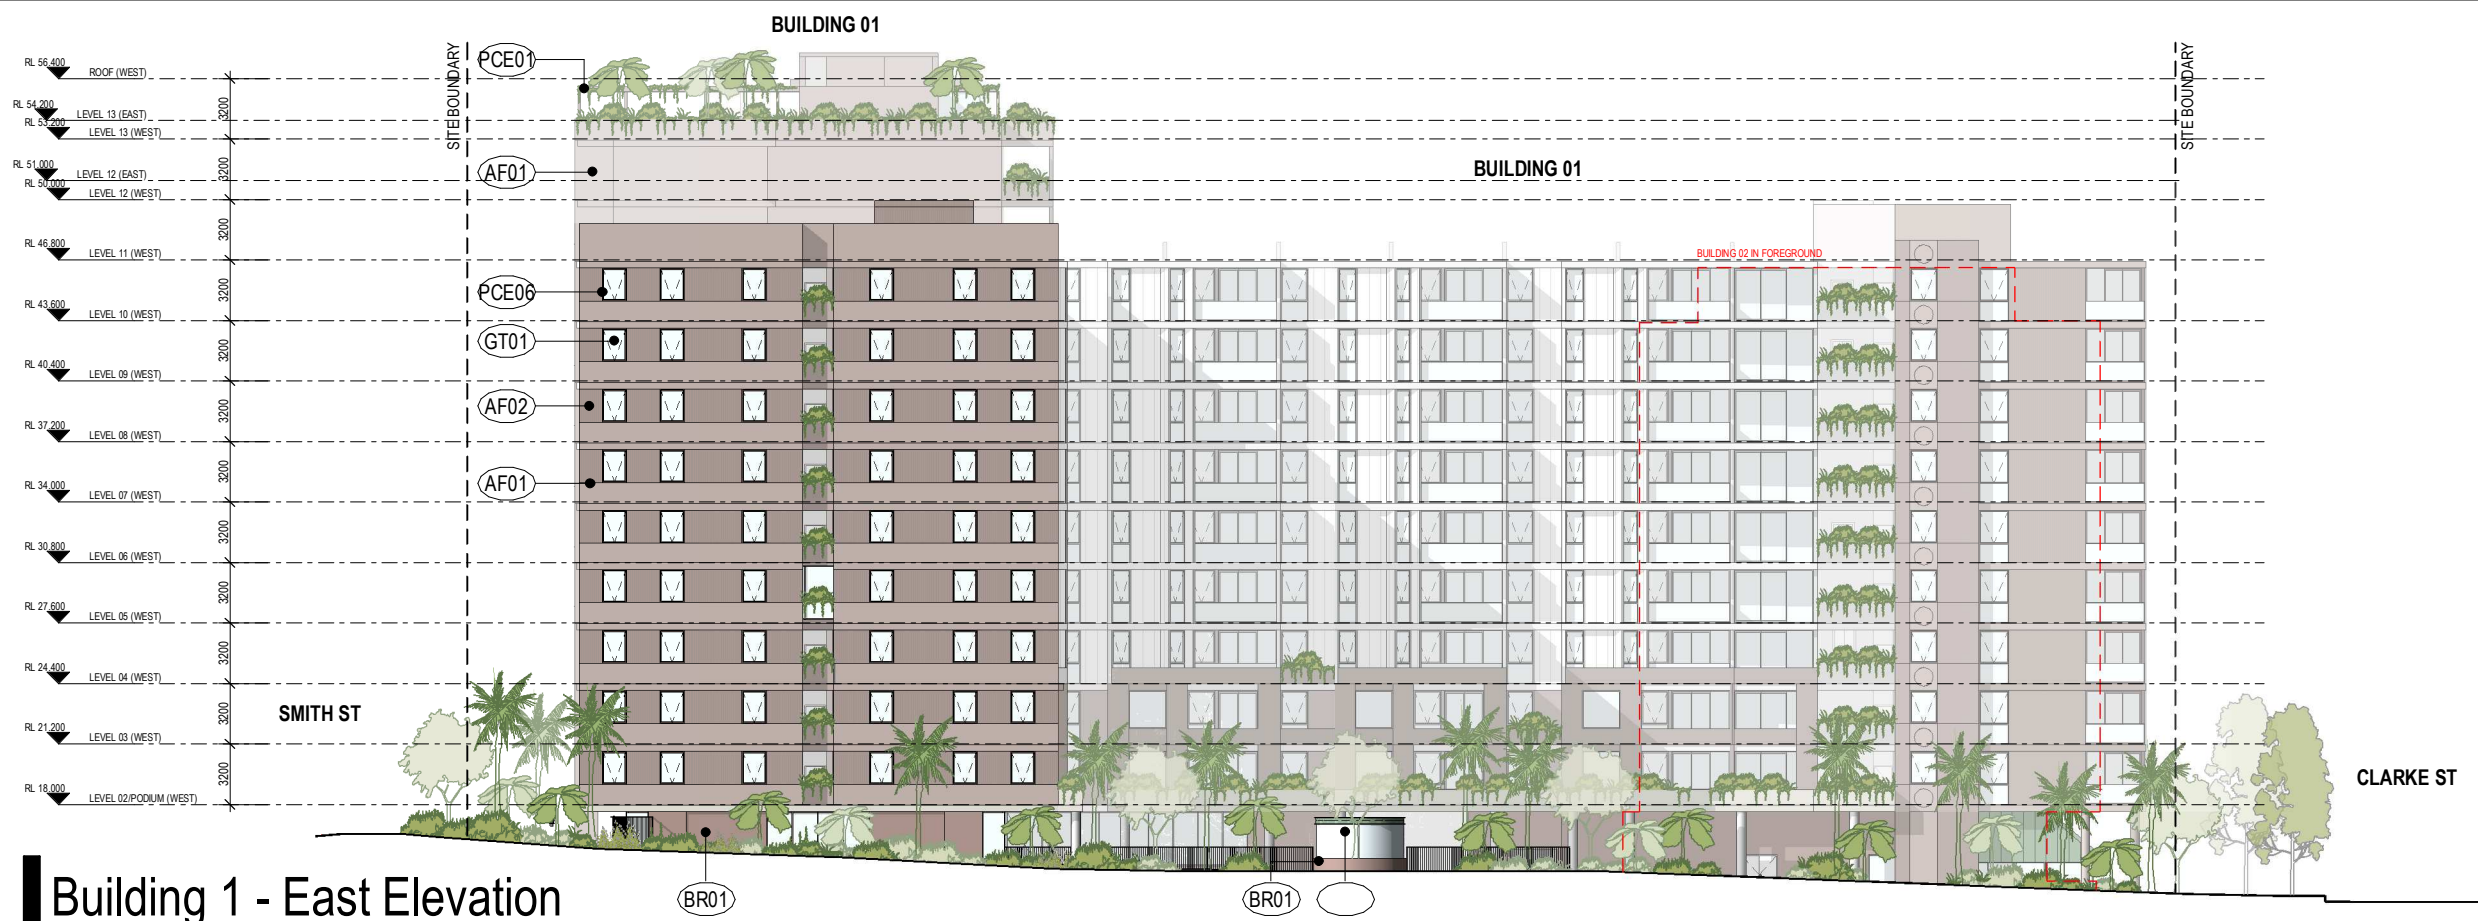 BUILDING 01
SITE BOUNDARY
SITE BOUNDARY
PCE01
RL 56,400
ROOF (WEST)
RL 54,200
LEVEL 13 (EAST)
RL 53,200
LEVEL 13 (WEST)
3200
RL 51,000
LEVEL 12 (EAST)
RL 50,000
LEVEL 12 (WEST)
3200
AF01
BUILDING 01
RL 46,800
LEVEL 11 (WEST)
3200
BUILDING 02 IN FOREGROUND
RL 43,600
LEVEL 10 (WEST)
3200
PCE06
RL 40,400
LEVEL 09 (WEST)
3200
GT01
RL 37,200
LEVEL 08 (WEST)
3200
AF02
RL 34,000
LEVEL 07 (WEST)
3200
AF01
RL 30,800
LEVEL 06 (WEST)
3200
RL 27,600
LEVEL 05 (WEST)
3200
RL 24,400
LEVEL 04 (WEST)
3200
SMITH ST
RL 21,200
LEVEL 03 (WEST)
3200
RL 18,000
LEVEL 02/PODIUM (WEST)
3200
CLARKE ST
BR01
BR01
Building 1 - East Elevation